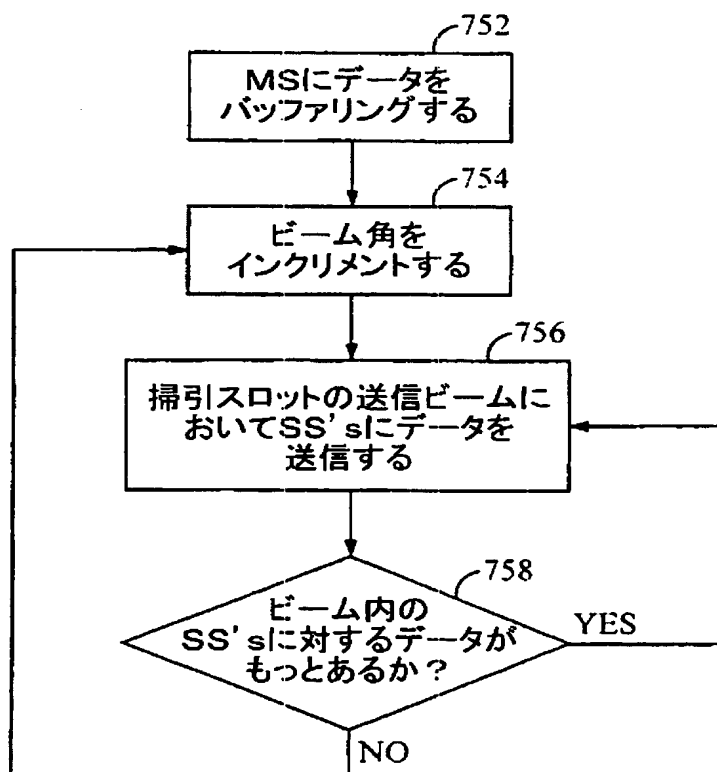 752
MSにデータを
バッファリングする
754
ビーム角を
インクリメントする
756
掃引スロットの送信ビームに
おいてSS'sにデータを
送信する
758
ビーム内の
SS'sに対するデータが
もっとあるか？
YES
NO